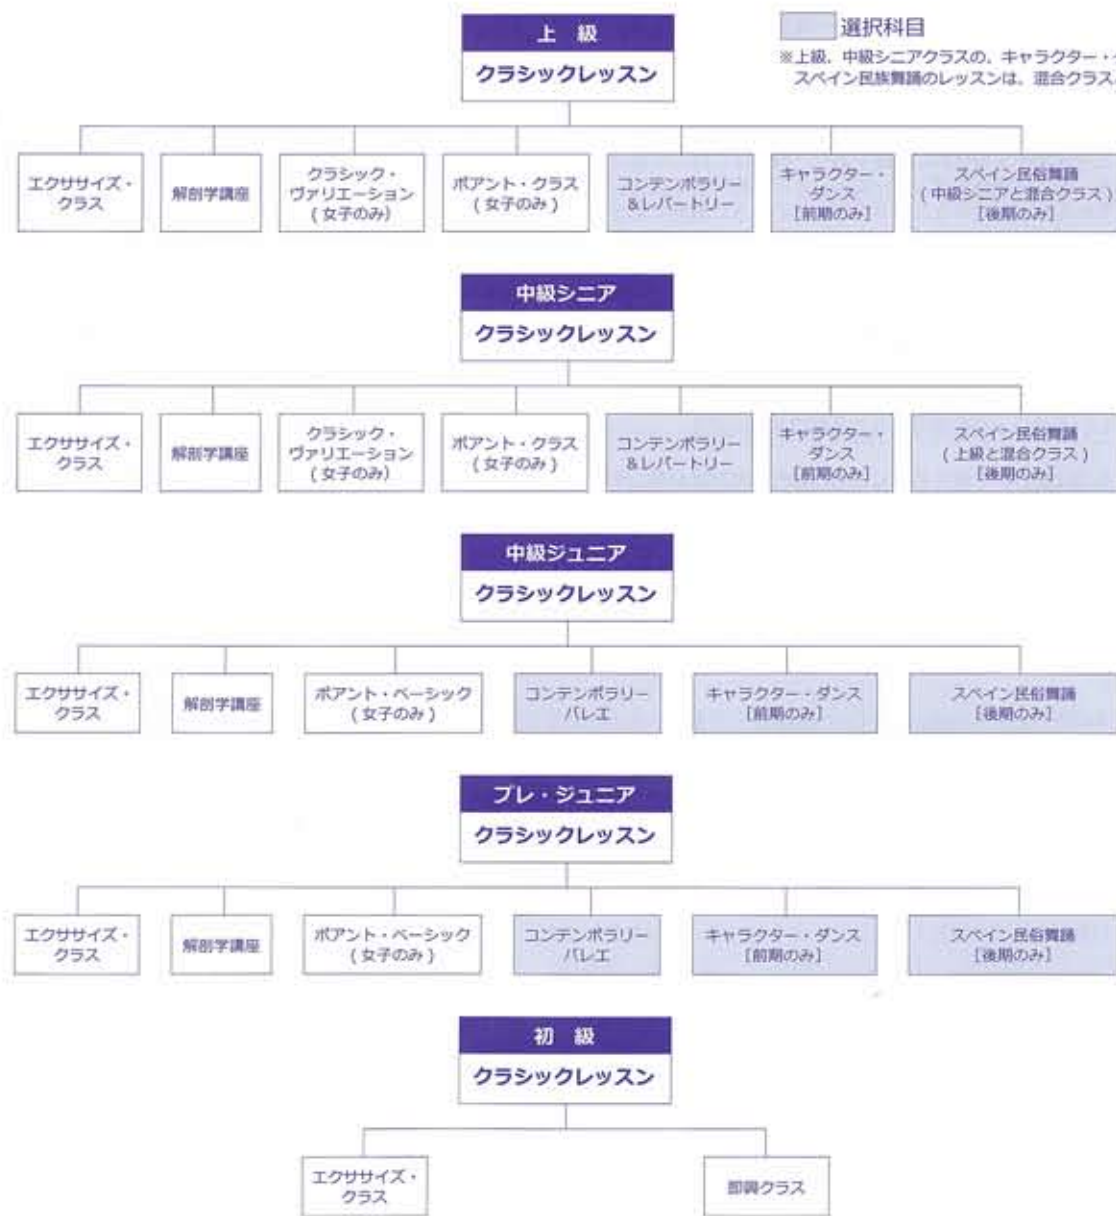 選択科目
※上級、中級シニアクラスの、キャラクター・
スペイン民族舞踊のレッスンは、混合クラス
上 級
クラシックレッスン
エクササイズ・
クラス
解剖学講座
クラシック・
ヴァリエーション
(女子のみ)
ポアント・クラス
(女子のみ)
コンテンポラリー
&レパートリー
キャラクター・
ダンス
[前期のみ]
スペイン民俗舞踊
(中級シニアと混合クラス)
[後期のみ]
中級シニア
クラシックレッスン
エクササイズ・
クラス
解剖学講座
クラシック・
ヴァリエーション
(女子のみ)
ポアント・クラス
(女子のみ)
コンテンポラリー
&レパートリー
キャラクター・
ダンス
[前期のみ]
スペイン民俗舞踊
(上級と混合クラス)
[後期のみ]
中級ジュニア
クラシックレッスン
エクササイズ・
クラス
解剖学講座
ポアント・ベーシック
(女子のみ)
コンテンポラリー
バレエ
キャラクター・ダンス
[前期のみ]
スペイン民俗舞踊
[後期のみ]
プレ・ジュニア
クラシックレッスン
エクササイズ・
クラス
解剖学講座
ポアント・ベーシック
(女子のみ)
コンテンポラリー
バレエ
キャラクター・ダンス
[前期のみ]
スペイン民俗舞踊
[後期のみ]
初 級
クラシックレッスン
エクササイズ・
クラス
即興クラス